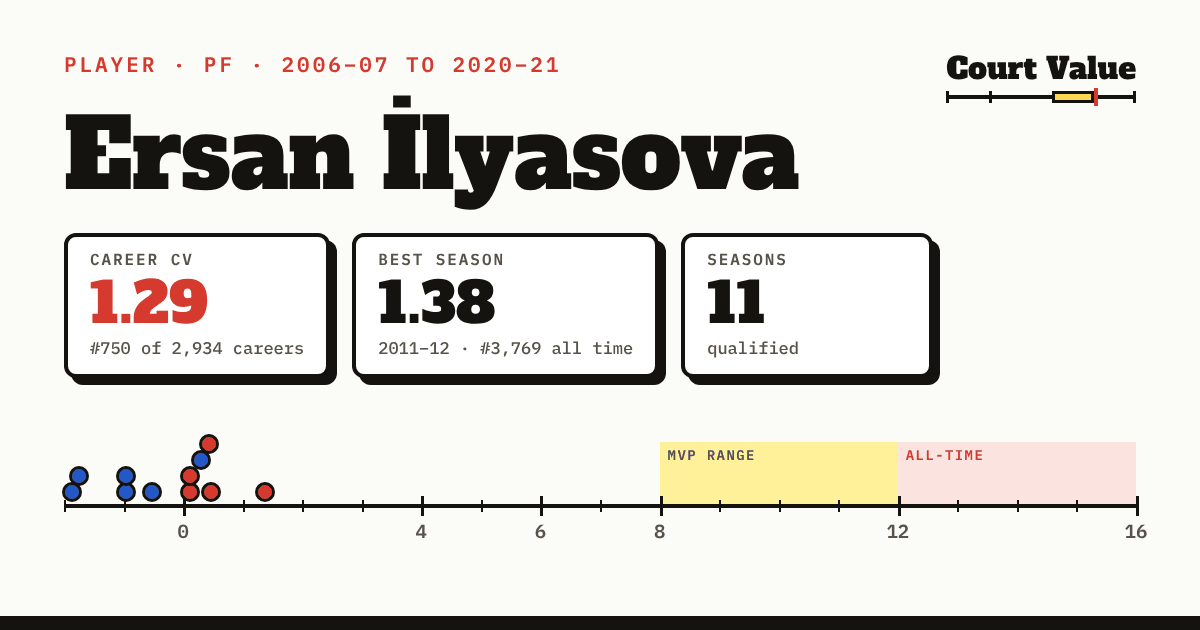 PLAYER · PF · 2006–07 TO 2020–21
Court Value
Ersan İlyasova
CAREER CV
1.29
#750 of 2,934 careers
BEST SEASON
1.38
2011–12 · #3,769 all time
SEASONS
11
qualified
MVP RANGE
ALL-TIME
0 4 6 8 12 16